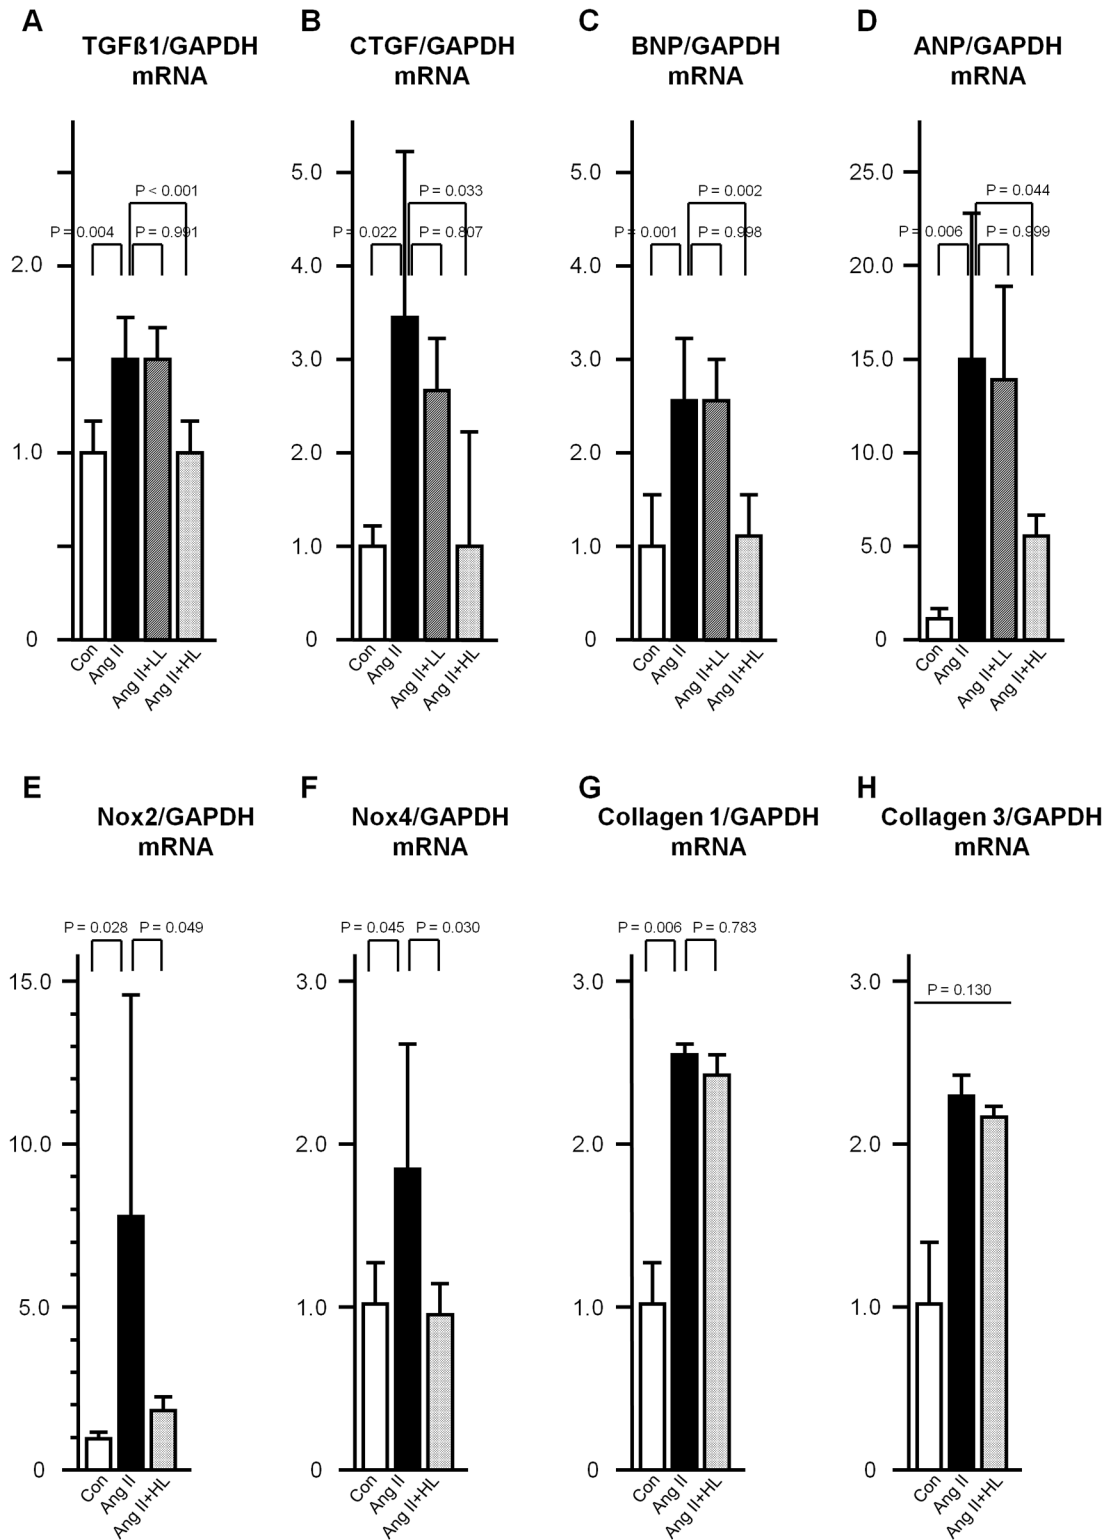 A
TGFß1/GAPDH
mRNA
P < 0.001
P = 0.004
P = 0.991
2.0
1.0
0
Con
Ang II
Ang II+LL
Ang II+HL
B
CTGF/GAPDH
mRNA
5.0
P = 0.033
P = 0.022
P = 0.807
4.0
3.0
2.0
1.0
0
Con
Ang II
Ang II+LL
Ang II+HL
C
BNP/GAPDH
mRNA
5.0
P = 0.002
P = 0.001
P = 0.998
4.0
3.0
2.0
1.0
0
Con
Ang II
Ang II+LL
Ang II+HL
D
ANP/GAPDH
mRNA
25.0
P = 0.044
P = 0.006
P = 0.999
20.0
15.0
10.0
5.0
0
Con
Ang II
Ang II+LL
Ang II+HL
E
Nox2/GAPDH
mRNA
P = 0.028
P = 0.049
15.0
10.0
5.0
0
Con
Ang II
Ang II+HL
F
Nox4/GAPDH
mRNA
P = 0.045
P = 0.030
3.0
2.0
1.0
0
Con
Ang II
Ang II+HL
G
Collagen 1/GAPDH
mRNA
P = 0.006
P = 0.783
3.0
2.0
1.0
0
Con
Ang II
Ang II+HL
H
Collagen 3/GAPDH
mRNA
3.0
P = 0.130
2.0
1.0
0
Con
Ang II
Ang II+HL